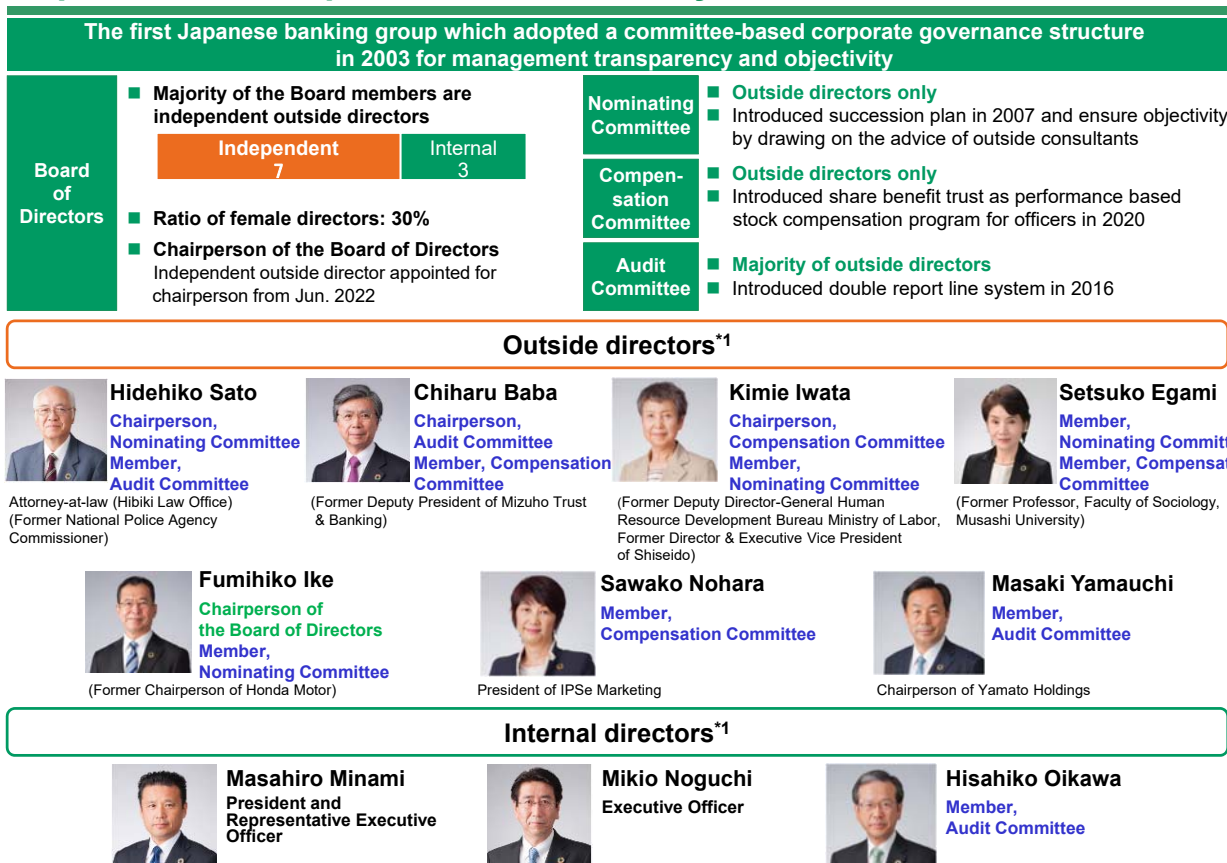 The first Japanese banking group which adopted a committee-based corporate governance structure
in 2003 for management transparency and objectivity
Board
of
Directors
■ Majority of the Board members are
independent outside directors
Independent
7
Internal
3
■ Ratio of female directors: 30%
■ Chairperson of the Board of Directors
Independent outside director appointed for
chairperson from Jun. 2022
Nominating
Committee
■ Outside directors only
■ Introduced succession plan in 2007 and ensure objectivity
by drawing on the advice of outside consultants
Compen-
sation
Committee
■ Outside directors only
■ Introduced share benefit trust as performance based
stock compensation program for officers in 2020
Audit
Committee
■ Majority of outside directors
■ Introduced double report line system in 2016
Outside directors*1
Hidehiko Sato
Chairperson,
Nominating Committee
Member,
Audit Committee
Attorney-at-law (Hibiki Law Office)
(Former National Police Agency
Commissioner)
Chiharu Baba
Chairperson,
Audit Committee
Member, Compensation
Committee
(Former Deputy President of Mizuho Trust
& Banking)
Kimie Iwata
Chairperson,
Compensation Committee
Member,
Nominating Committee
(Former Deputy Director-General Human
Resource Development Bureau Ministry of Labor,
Former Director & Executive Vice President
of Shiseido)
Setsuko Egami
Member,
Nominating Committ
Member, Compensa
Committee
(Former Professor, Faculty of Sociology,
Musashi University)
Fumihiko Ike
Chairperson of
the Board of Directors
Member,
Nominating Committee
(Former Chairperson of Honda Motor)
Sawako Nohara
Member,
Compensation Committee
President of IPSe Marketing
Masaki Yamauchi
Member,
Audit Committee
Chairperson of Yamato Holdings
Internal directors*1
Masahiro Minami
President and
Representative Executive
Officer
Mikio Noguchi
Executive Officer
Hisahiko Oikawa
Member,
Audit Committee